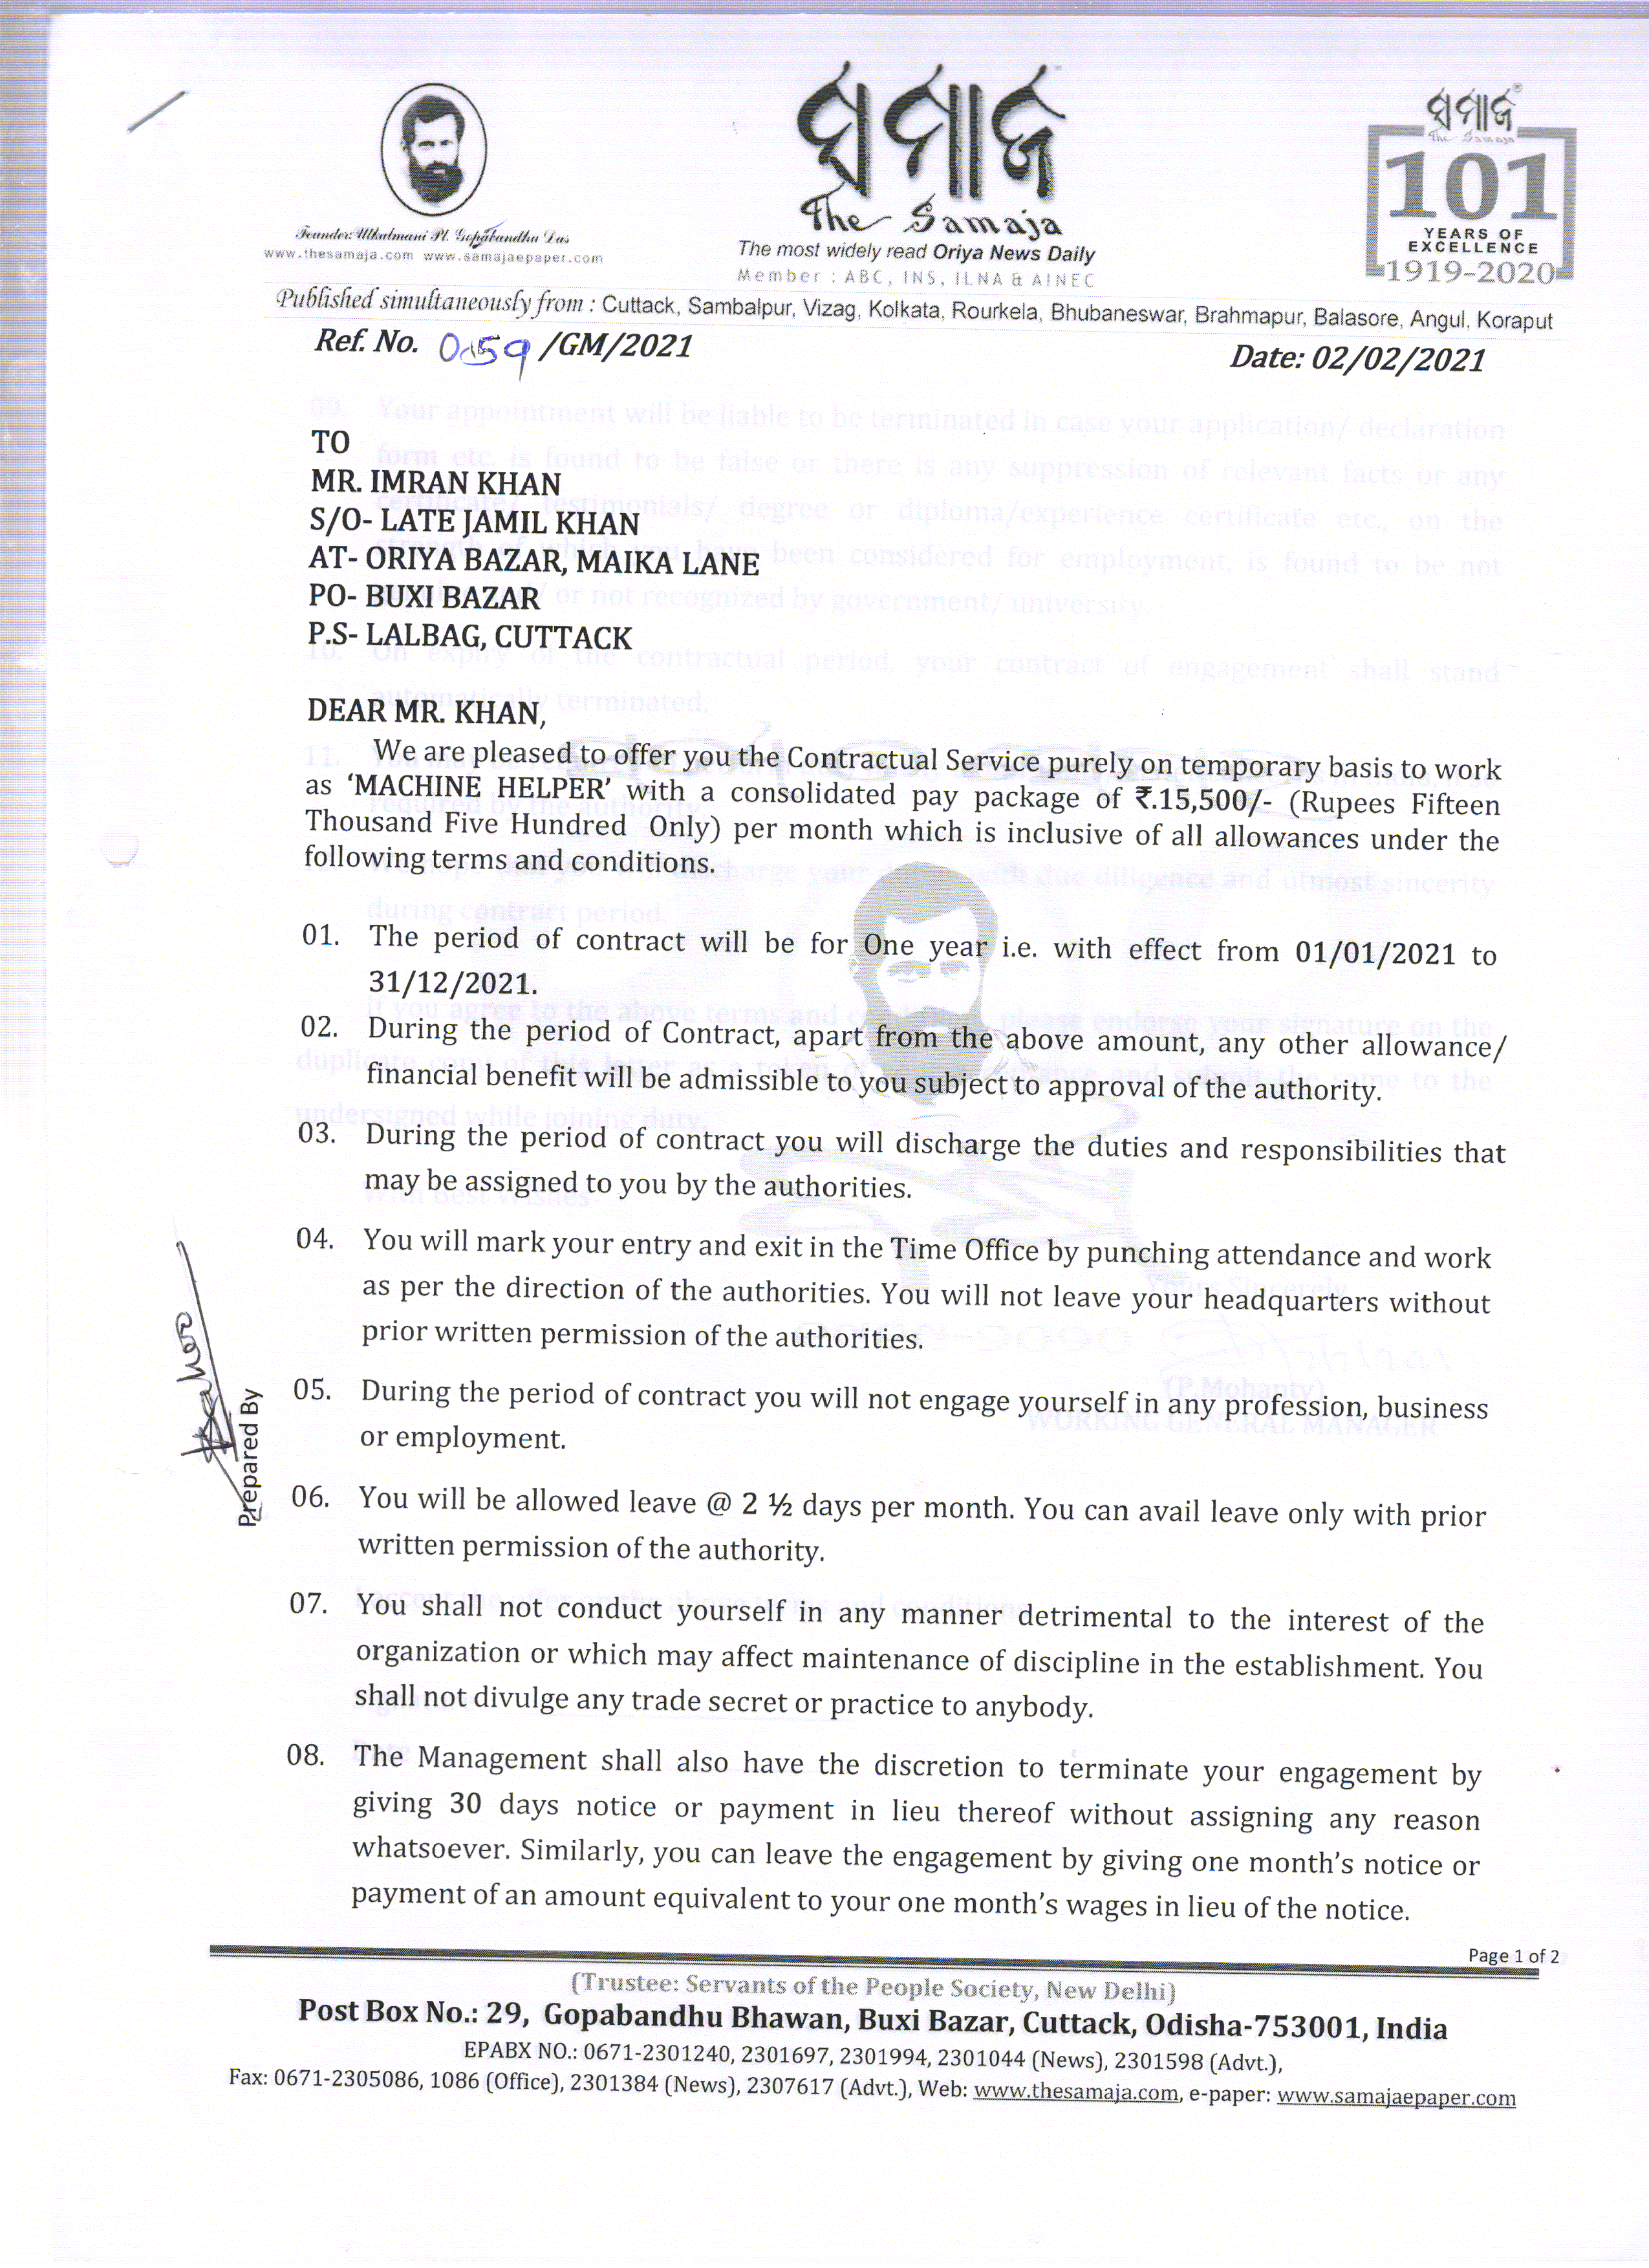 ସମାଜ
The Samaja
The most widely read Oriya News Daily
Member : ABC, INS, ILNA & AINEC
Founder: Utkalmani Pt. Gopabandhu Das
www.thesamaja.com www.samajaepaper.com
ସମାଜ
The Samaja
101
YEARS OF
EXCELLENCE
1919-2020
Published simultaneously from : Cuttack, Sambalpur, Vizag, Kolkata, Rourkela, Bhubaneswar, Brahmapur, Balasore, Angul, Koraput
Ref. No. 0159 /GM/2021
Date: 02/02/2021
TO
MR. IMRAN KHAN
S/O- LATE JAMIL KHAN
AT- ORIYA BAZAR, MAIKA LANE
PO- BUXI BAZAR
P.S- LALBAG, CUTTACK
DEAR MR. KHAN,
We are pleased to offer you the Contractual Service purely on temporary basis to work
as ‘MACHINE HELPER’ with a consolidated pay package of ₹.15,500/- (Rupees Fifteen
Thousand Five Hundred Only) per month which is inclusive of all allowances under the
following terms and conditions.
01. The period of contract will be for One year i.e. with effect from 01/01/2021 to
31/12/2021.
02. During the period of Contract, apart from the above amount, any other allowance/
financial benefit will be admissible to you subject to approval of the authority.
03. During the period of contract you will discharge the duties and responsibilities that
may be assigned to you by the authorities.
04. You will mark your entry and exit in the Time Office by punching attendance and work
as per the direction of the authorities. You will not leave your headquarters without
prior written permission of the authorities.
05. During the period of contract you will not engage yourself in any profession, business
or employment.
06. You will be allowed leave @ 2 ½ days per month. You can avail leave only with prior
written permission of the authority.
07. You shall not conduct yourself in any manner detrimental to the interest of the
organization or which may affect maintenance of discipline in the establishment. You
shall not divulge any trade secret or practice to anybody.
08. The Management shall also have the discretion to terminate your engagement by
giving 30 days notice or payment in lieu thereof without assigning any reason
whatsoever. Similarly, you can leave the engagement by giving one month’s notice or
payment of an amount equivalent to your one month’s wages in lieu of the notice.
Prepared By
Page 1 of 2
(Trustee: Servants of the People Society, New Delhi)
Post Box No.: 29, Gopabandhu Bhawan, Buxi Bazar, Cuttack, Odisha-753001, India
EPABX NO.: 0671-2301240, 2301697, 2301994, 2301044 (News), 2301598 (Advt.),
Fax: 0671-2305086, 1086 (Office), 2301384 (News), 2307617 (Advt.), Web: www.thesamaja.com, e-paper: www.samajaepaper.com